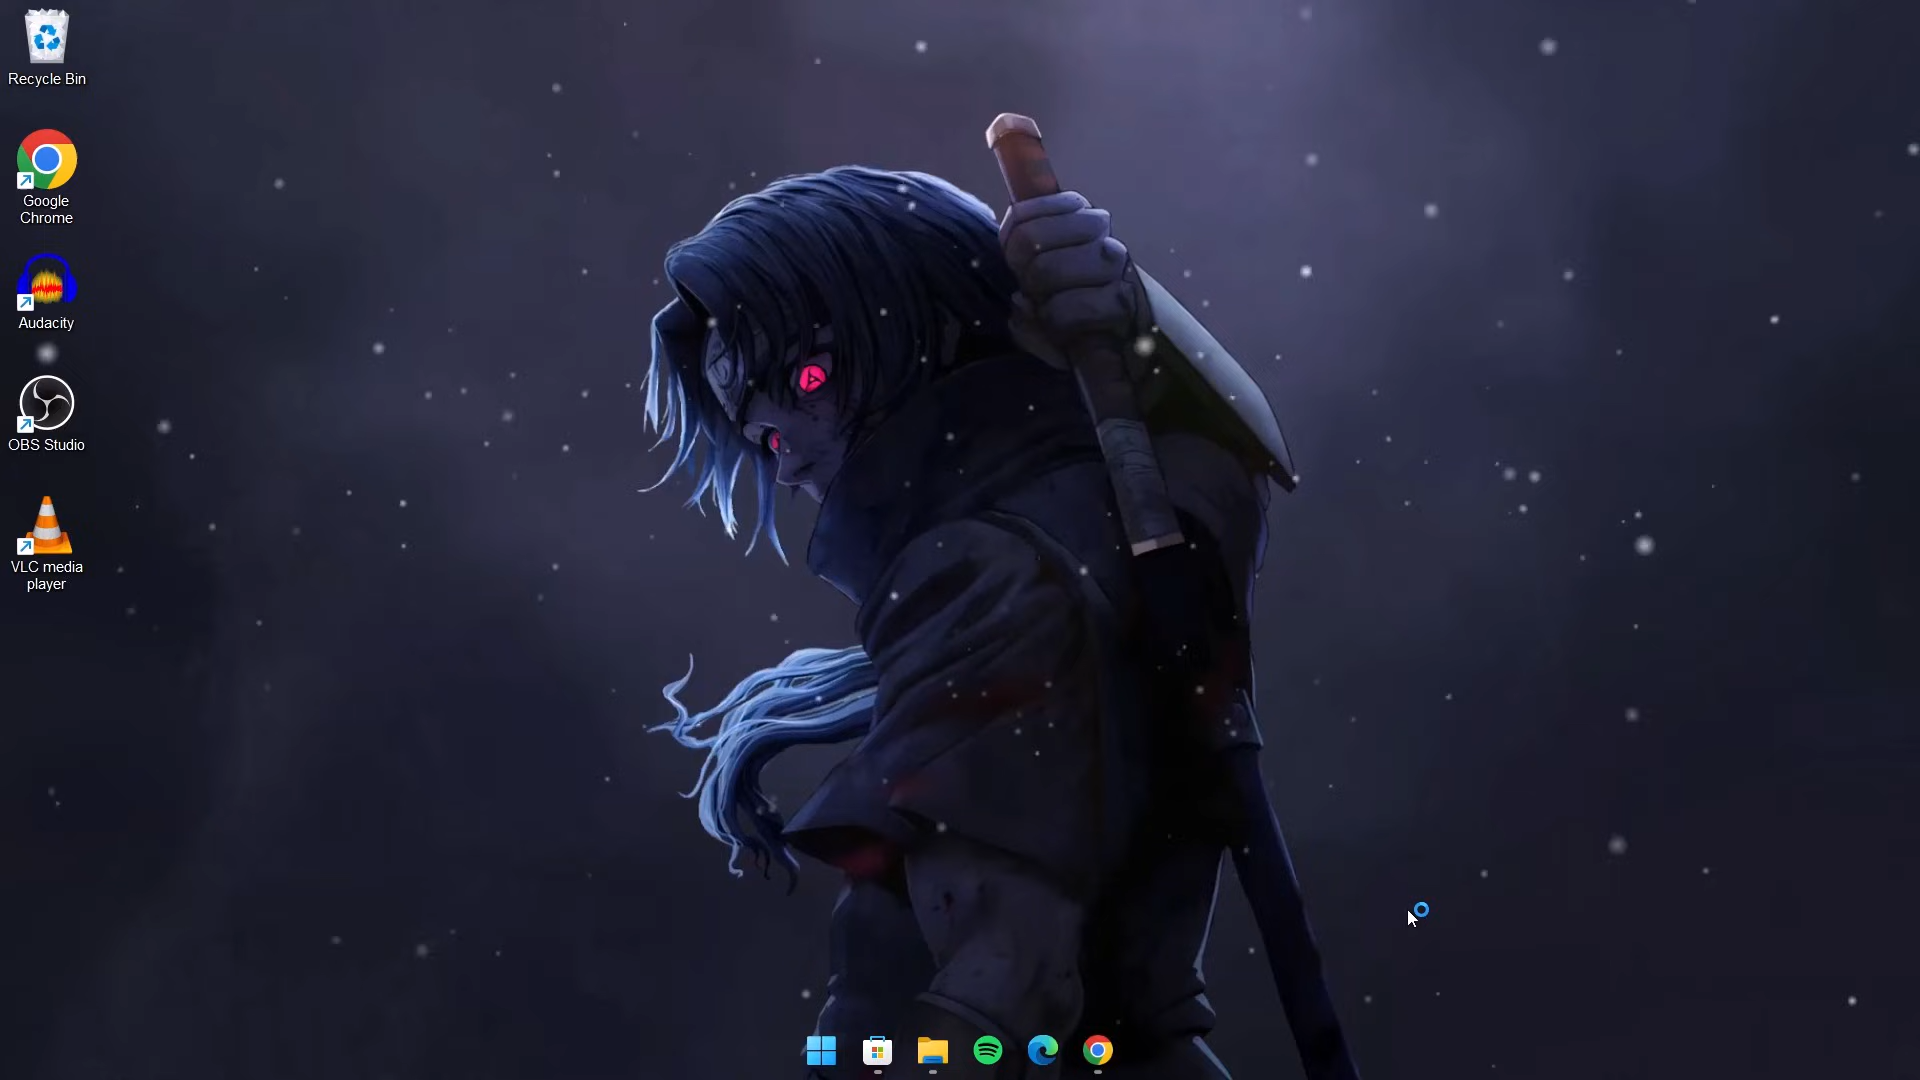 Recycle Bin
Google
Chrome
Audacity
OBS Studio
VLC media
player